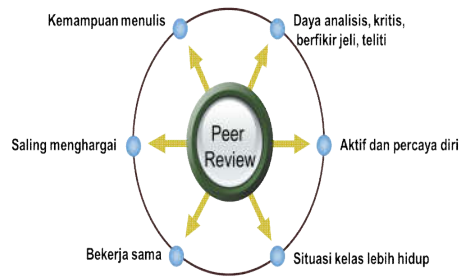 Kemampuan menulis
Daya analisis, kritis,
berfikir jeli, teliti
Saling menghargai
Peer
Review
Aktif dan percaya diri
Bekerja sama
Situasi kelas lebih hidup